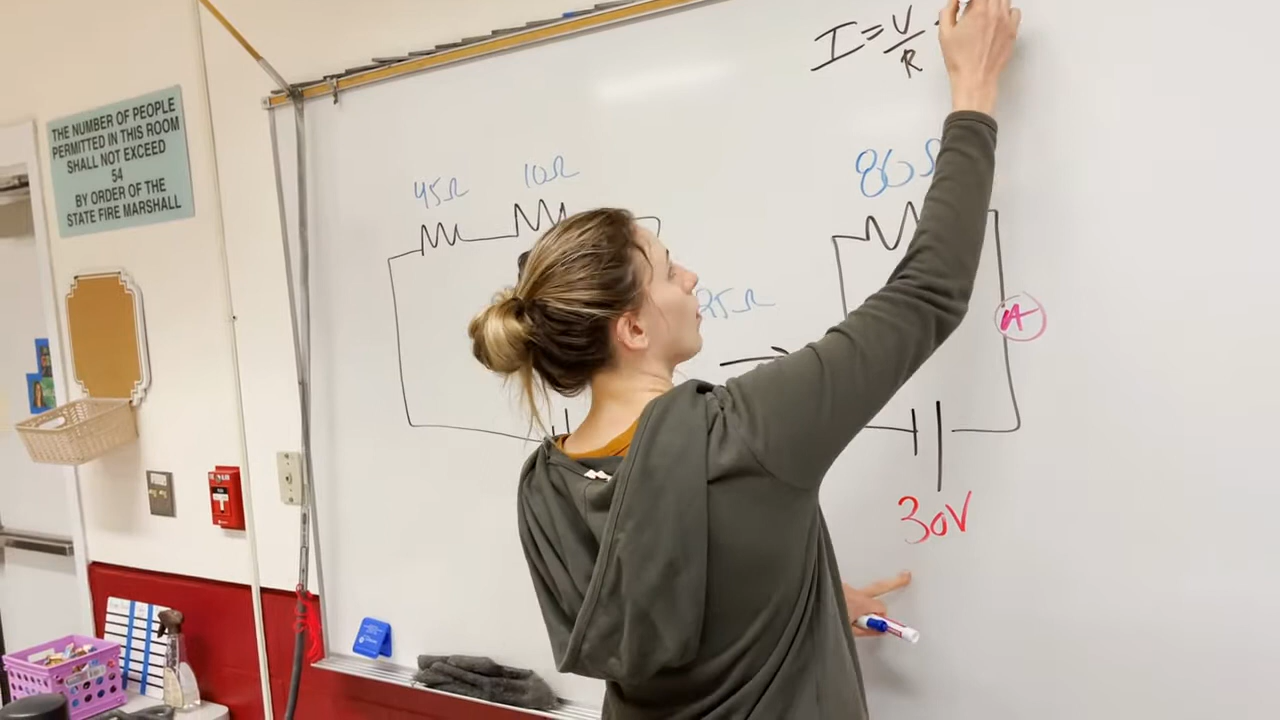 THE NUMBER OF PEOPLE
PERMITTED IN THIS ROOM
SHALL NOT EXCEED
54
BY ORDER OF THE
STATE FIRE MARSHALL
I = V/R
45Ω
10Ω
80Ω
25Ω
A
30V